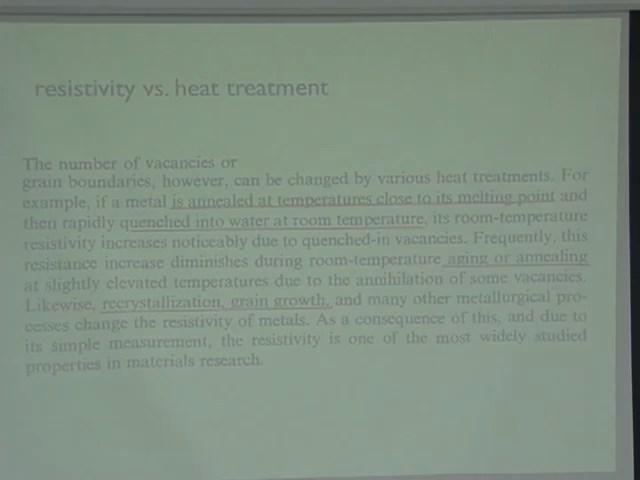 resistivity vs. heat treatment
The number of vacancies or
grain boundaries, however, can be changed by various heat treatments. For
example, if a metal is annealed at temperatures close to its melting point and
then rapidly quenched into water at room temperature, its room-temperature
resistivity increases noticeably due to quenched-in vacancies. Frequently, this
resistance increase diminishes during room-temperature aging or annealing
at slightly elevated temperatures due to the annihilation of some vacancies.
Likewise, recrystallization, grain growth, and many other metallurgical pro-
cesses change the resistivity of metals. As a consequence of this, and due to
its simple measurement, the resistivity is one of the most widely studied
properties in materials research.